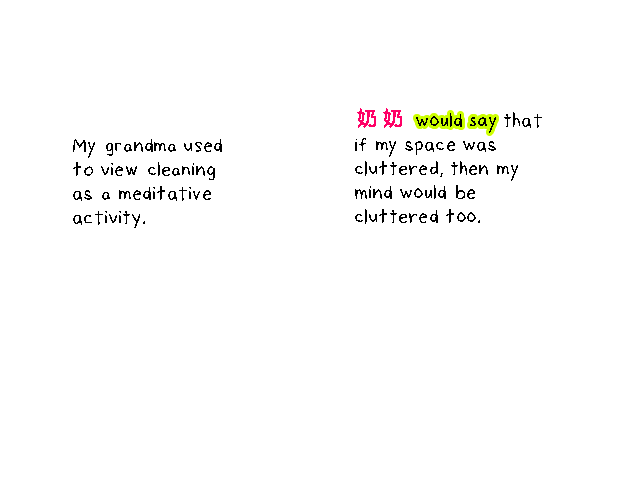 My grandma used
to view cleaning
as a meditative
activity.
奶奶 would say that
if my space was
cluttered, then my
mind would be
cluttered too.